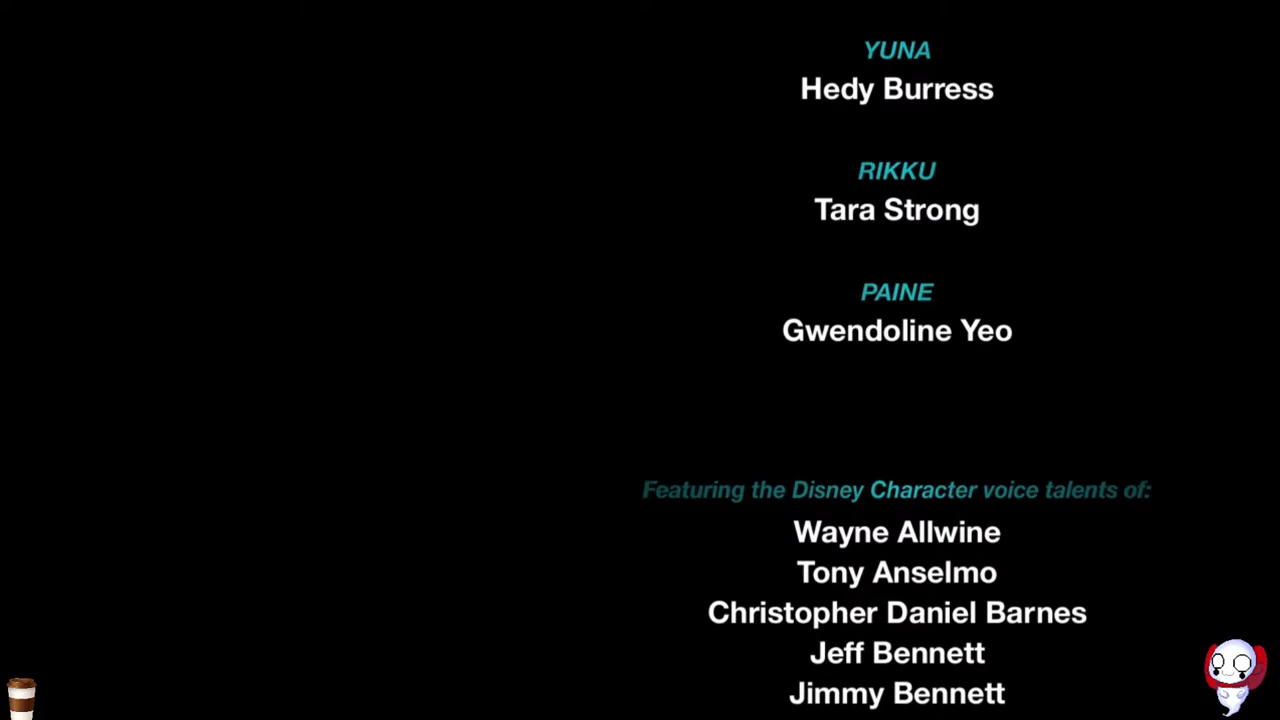 YUNA
Hedy Burress
RIKKU
Tara Strong
PAINE
Gwendoline Yeo
Featuring the Disney Character voice talents of:
Wayne Allwine
Tony Anselmo
Christopher Daniel Barnes
Jeff Bennett
Jimmy Bennett